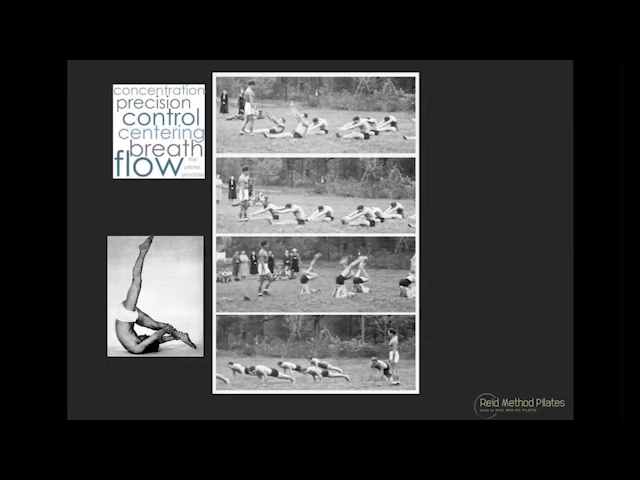 concentration
precision
control
centering
breath
flow
Reid Method Pilates